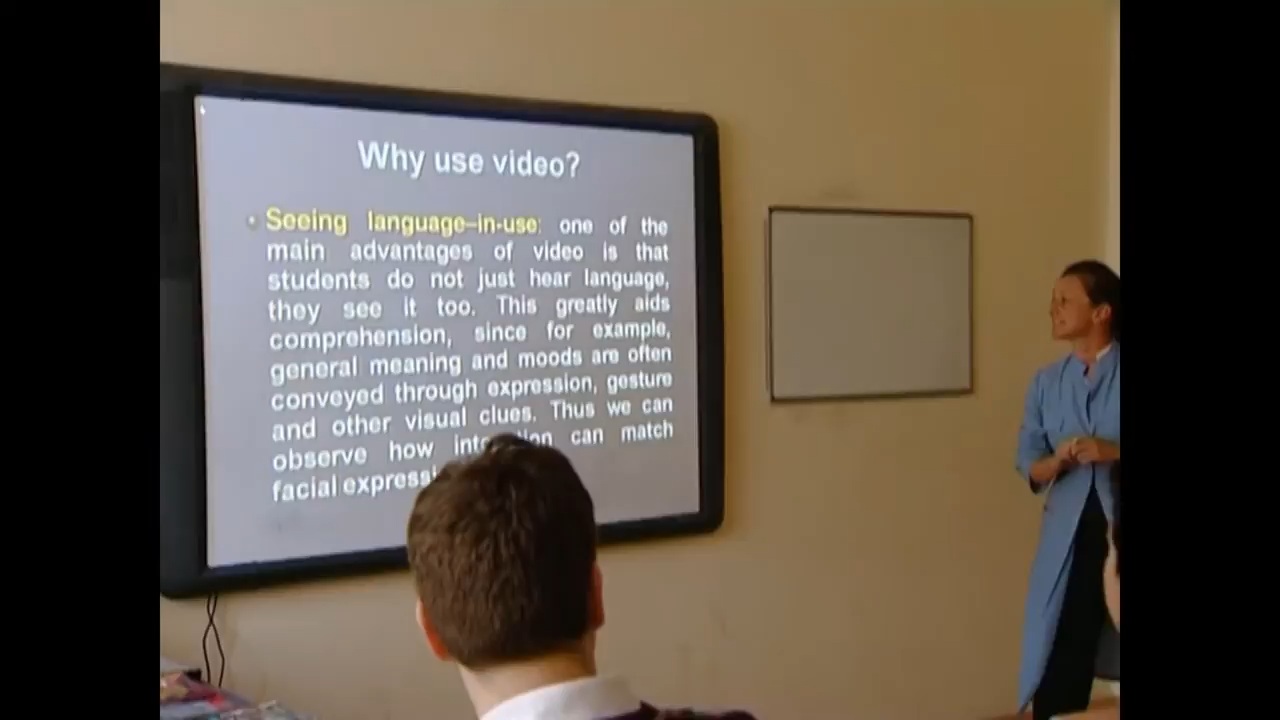 Why use video?
• Seeing language–in-use: one of the
main advantages of video is that
students do not just hear language,
they see it too. This greatly aids
comprehension, since for example,
general meaning and moods are often
conveyed through expression, gesture
and other visual clues. Thus we can
observe how can match
facial